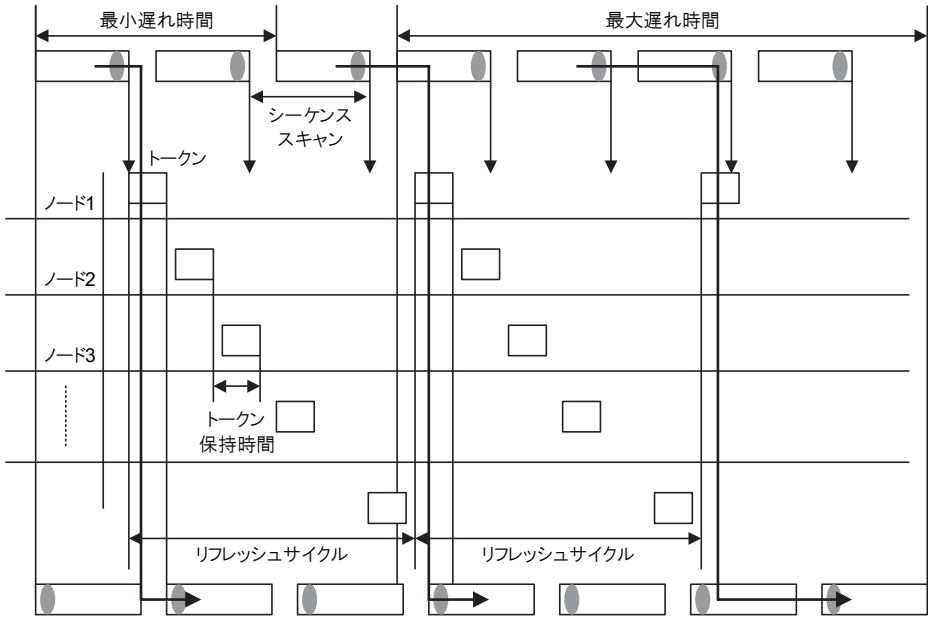 最小遅れ時間
最大遅れ時間
シーケンス
スキャン
トークン
ノード1
ノード2
ノード3
トークン
保持時間
リフレッシュサイクル
リフレッシュサイクル